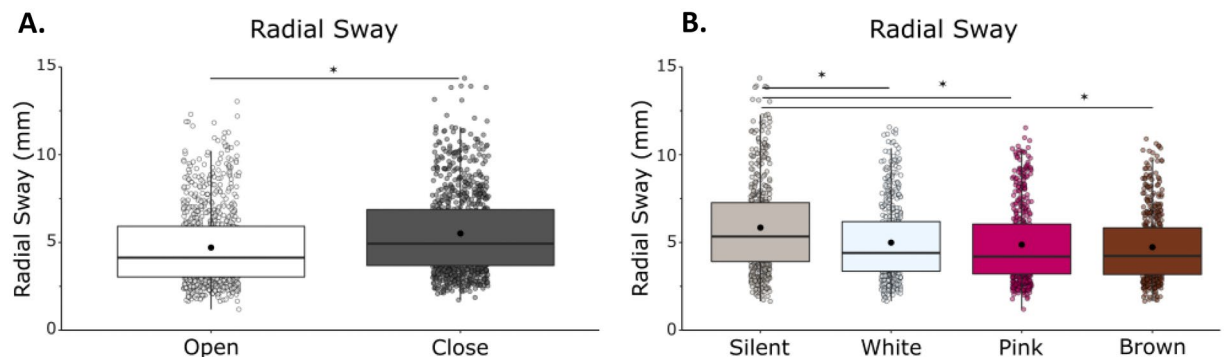 A.
Radial Sway
Radial Sway (mm)
15
10
5
0
*
Open
Close
B.
Radial Sway
Radial Sway (mm)
15
10
5
0
*
*
*
Silent
White
Pink
Brown